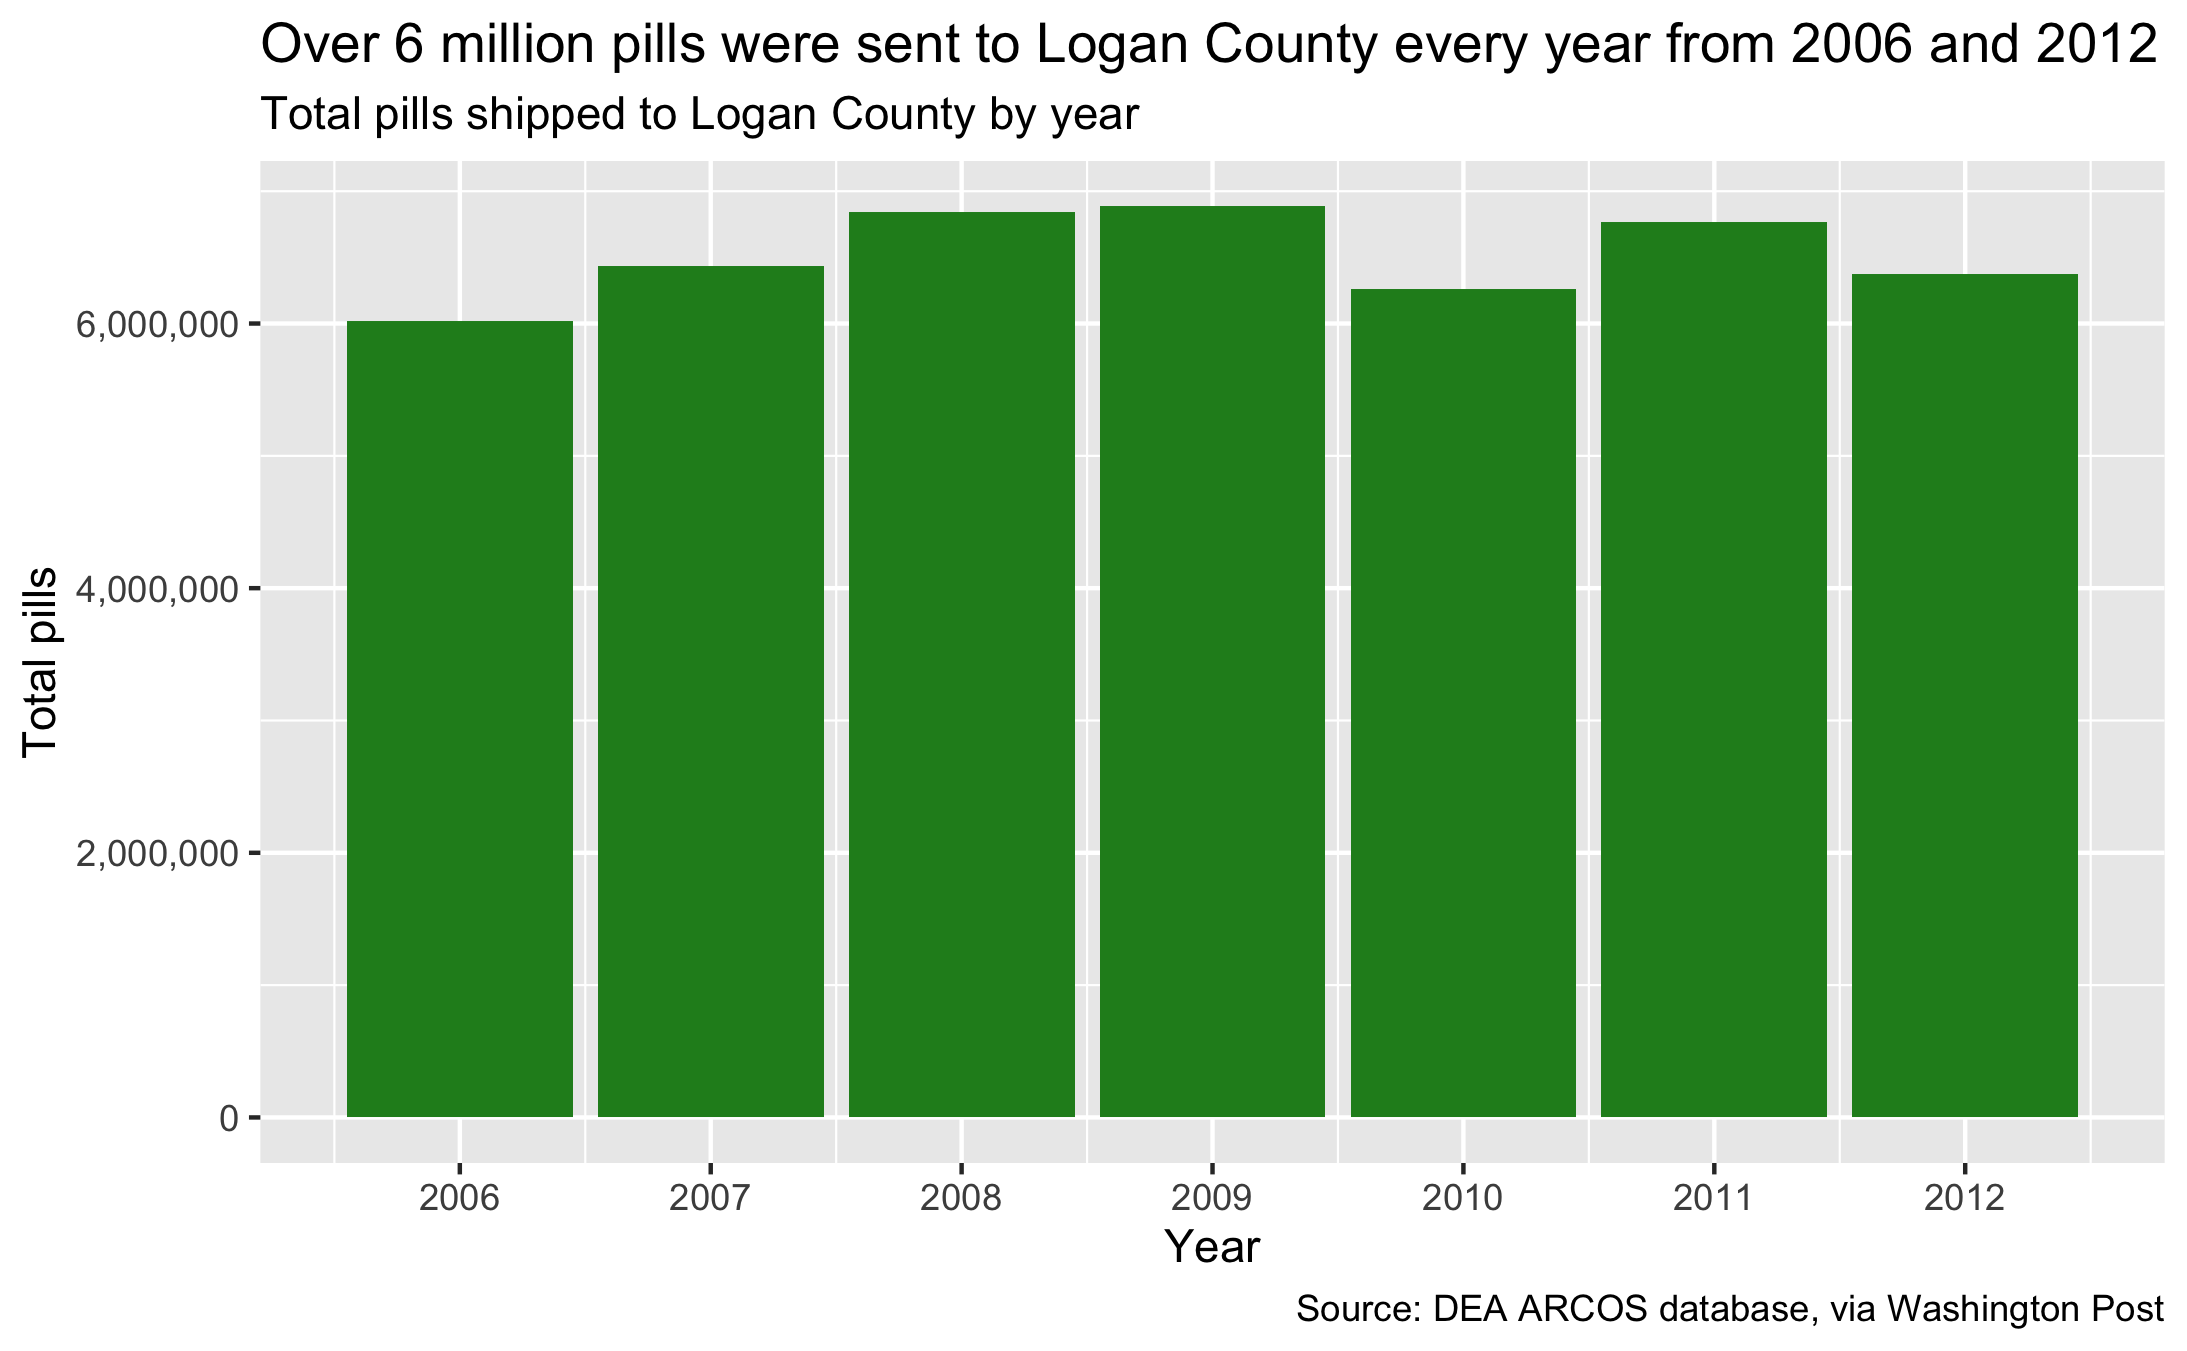 Over 6 million pills were sent to Logan County every year from 2006 and 2012
Total pills shipped to Logan County by year
Total pills
6,000,000
4,000,000
2,000,000
0
2006 2007 2008 2009 2010 2011 2012
Year
Source: DEA ARCOS database, via Washington Post